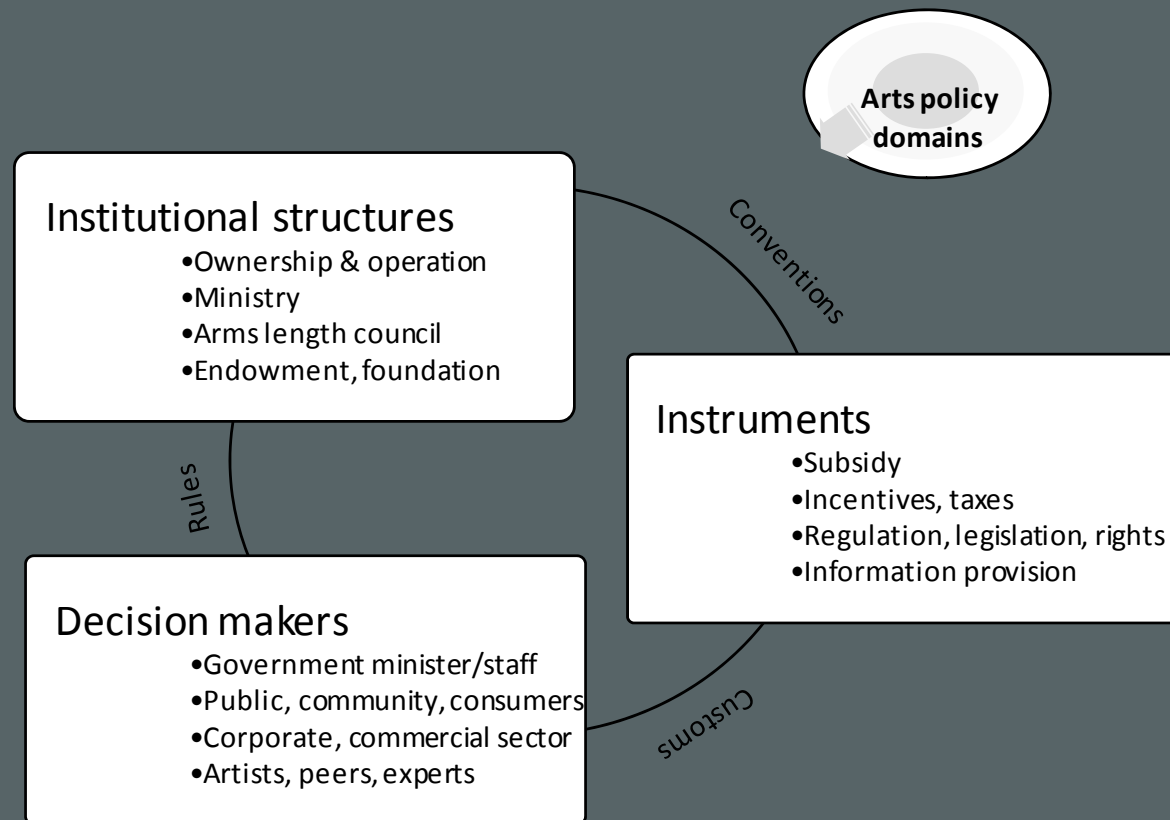 Arts policy
domains
Institutional structures
•Ownership & operation
•Ministry
•Arms length council
•Endowment, foundation
Conventions
Instruments
•Subsidy
•Incentives, taxes
•Regulation, legislation, rights
•Information provision
Rules
Decision makers
•Government minister/staff
•Public, community, consumers
•Corporate, commercial sector
•Artists, peers, experts
Customs